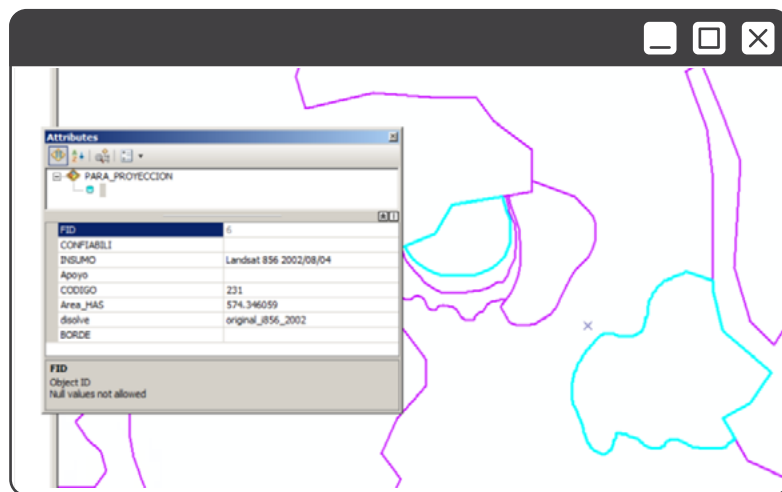 Attributes
PARA_PROYECCION
FID 6
CONFIABILI
INSUMO Landsat 856 2002/08/04
Apoyo
CODIGO 231
Area_HAS 574.346059
disolve original_i856_2002
BORDE
FID
Object ID
Null values not allowed